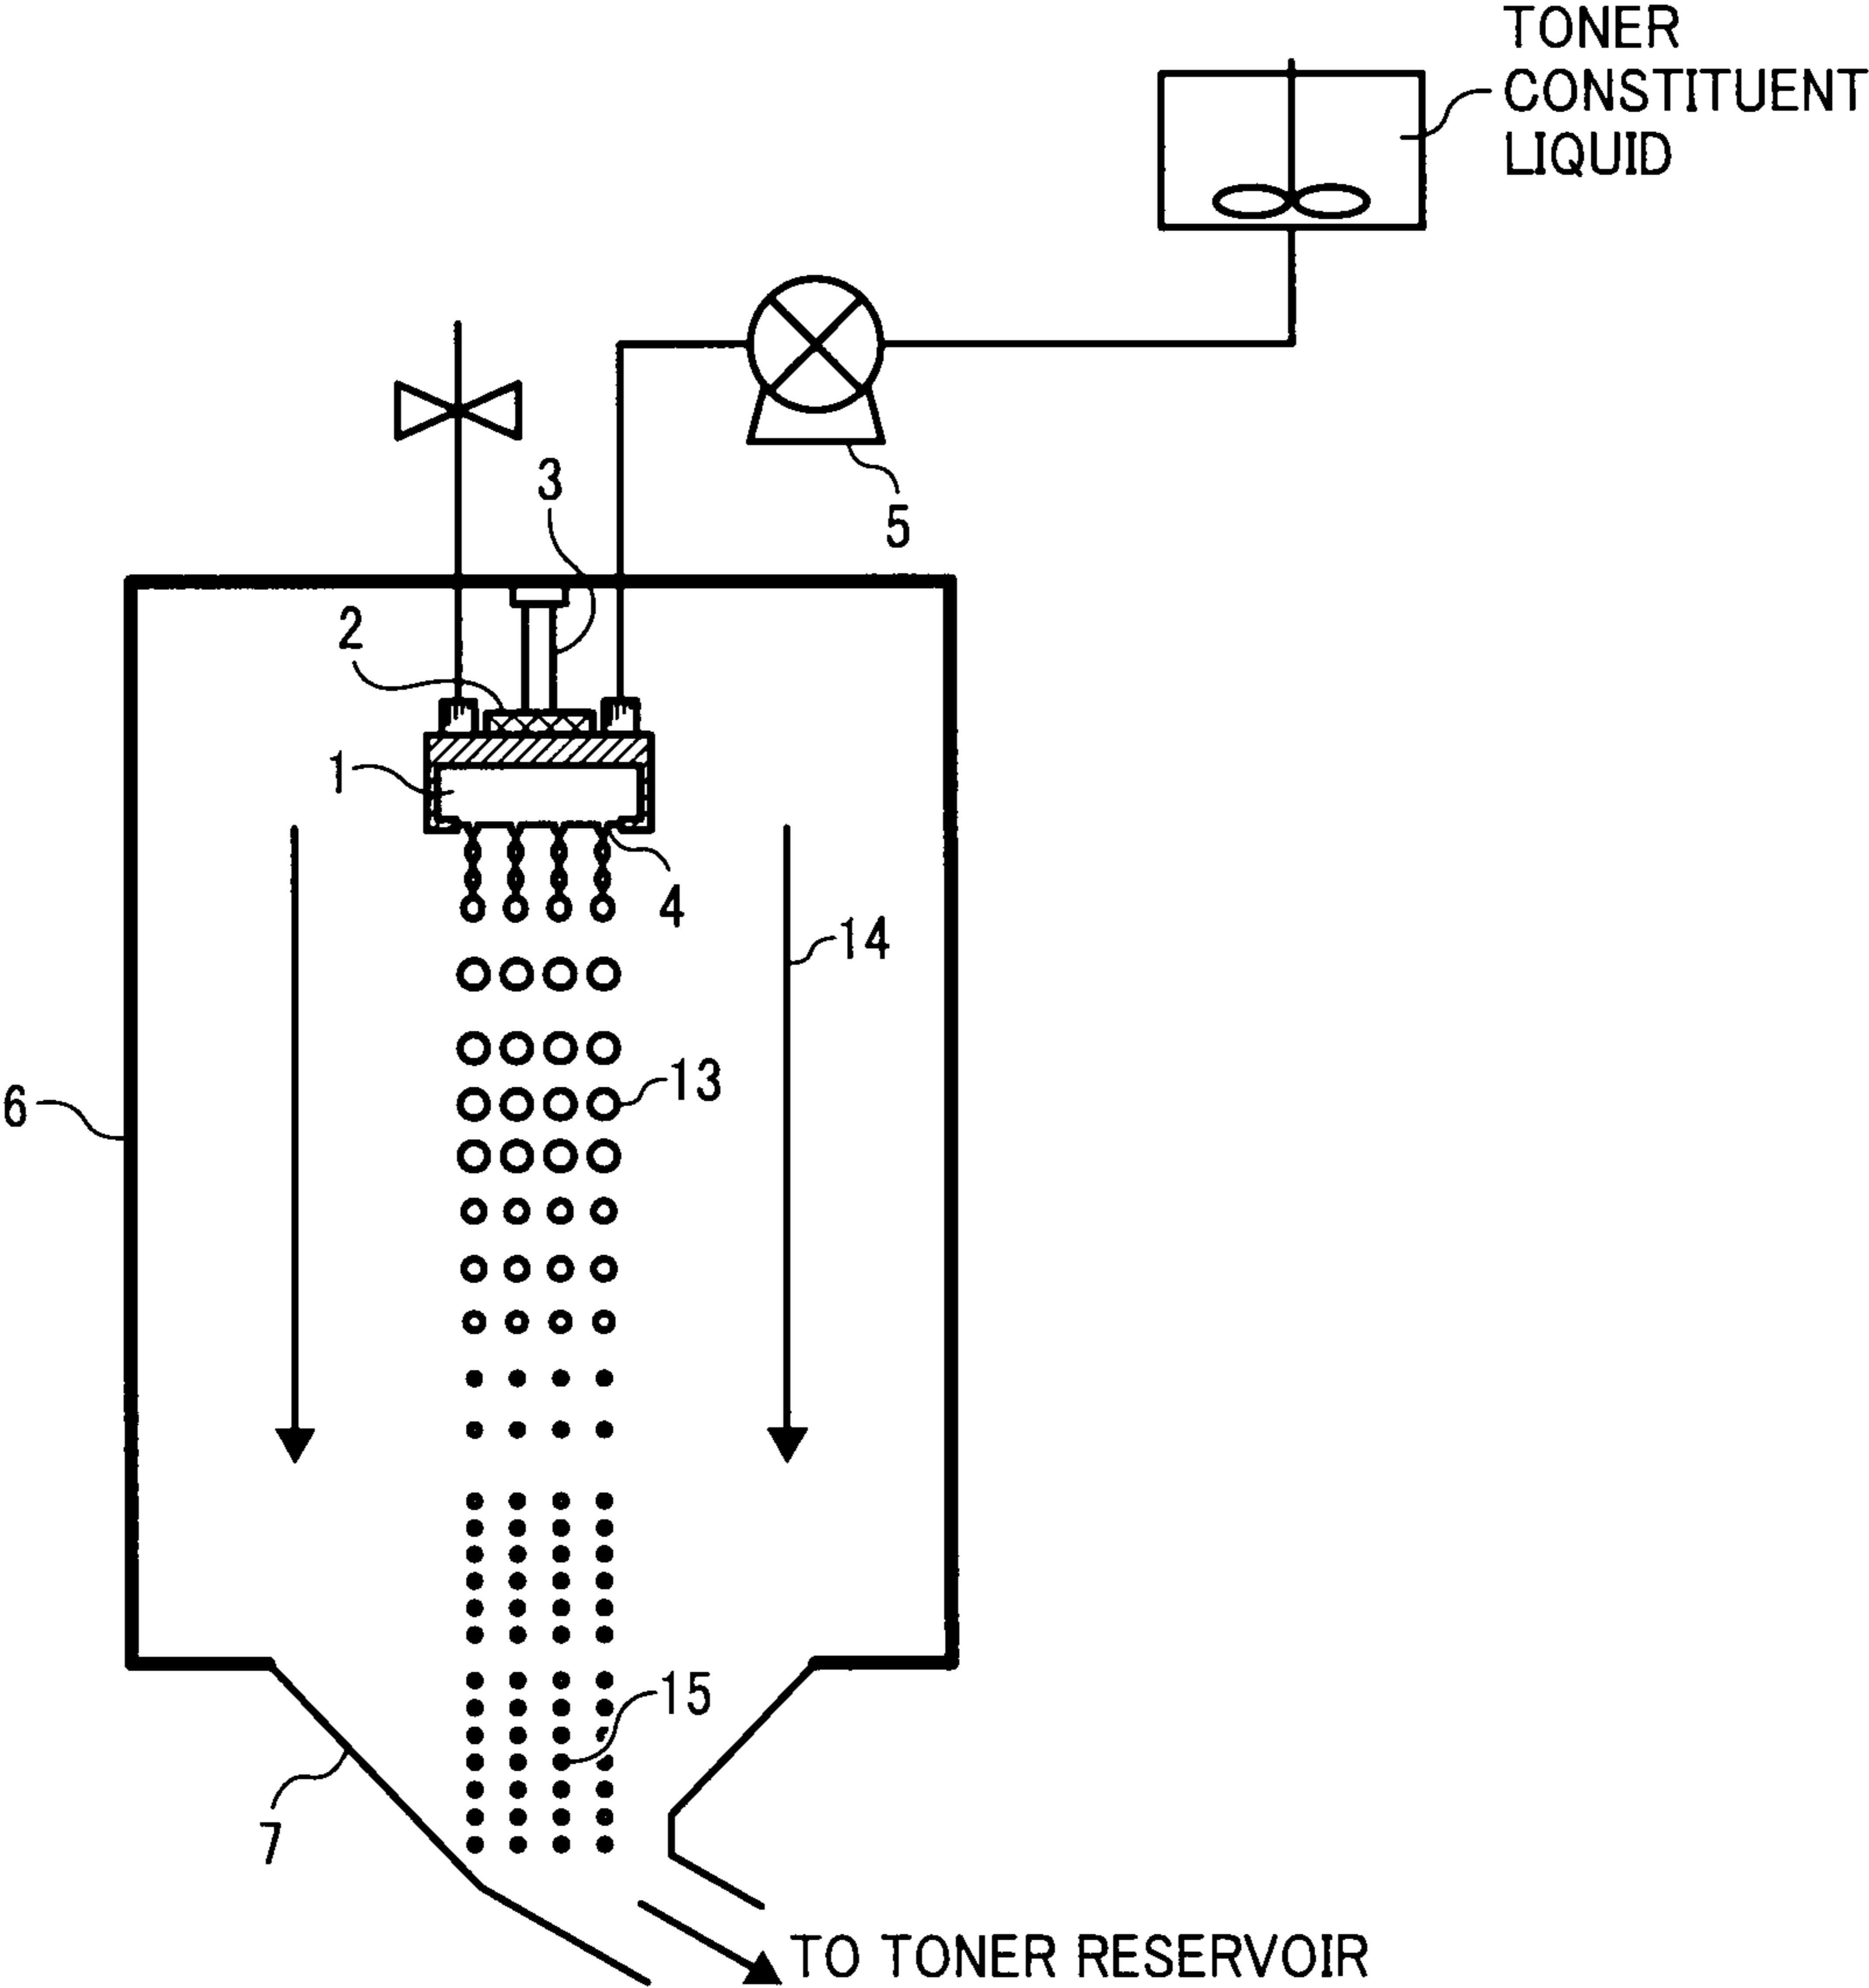 TONER
CONSTITUENT
LIQUID
3
5
2
1
4
14
13
6
15
7
TO TONER RESERVOIR